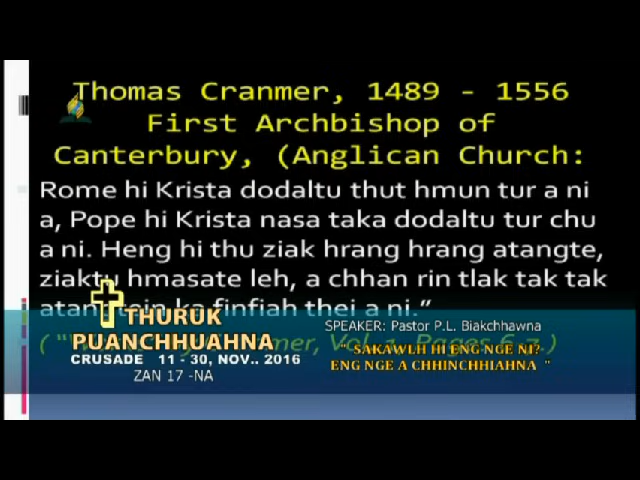 Thomas Cranmer, 1489 - 1556
First Archbishop of
Canterbury, (Anglican Church:
Rome hi Krista dodaltu thut hmun tur a ni
a, Pope hi Krista nasa taka dodaltu tur chu
a ni. Heng hi thu ziak hrang hrang atangte,
ziaktu hmasate leh, a chhan rin tlak tak tak
ka finfiah thei a ni.”
THURUK
PUANCHHUAHNA
CRUSADE 11 - 30, NOV.. 2016
ZAN 17 -NA
SPEAKER: Pastor P.L. Biakchhawna
" SAKAWLH HI ENG NGE NI?
ENG NGE A CHHINCHHIAHNA "